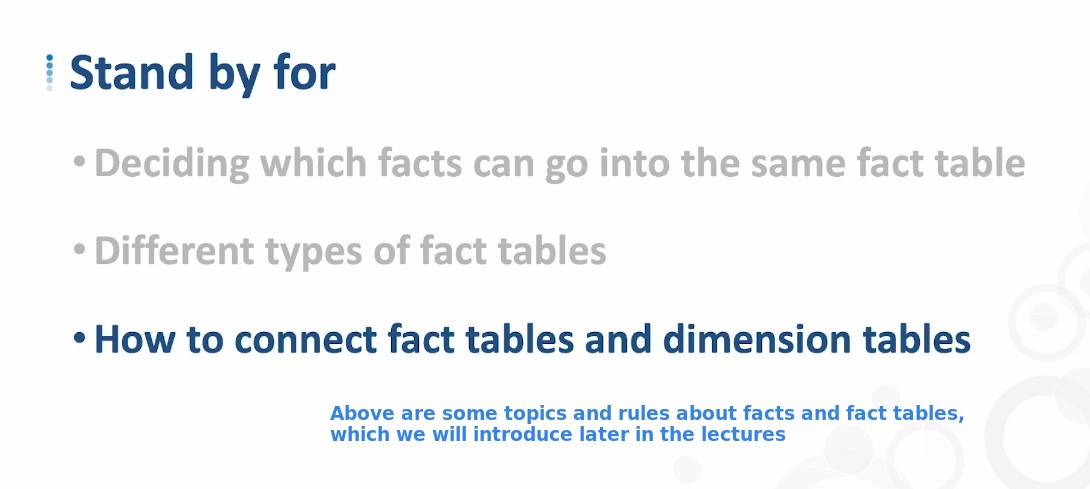 Stand by for
• Deciding which facts can go into the same fact table
• Different types of fact tables
• How to connect fact tables and dimension tables
Above are some topics and rules about facts and fact tables,
which we will introduce later in the lectures